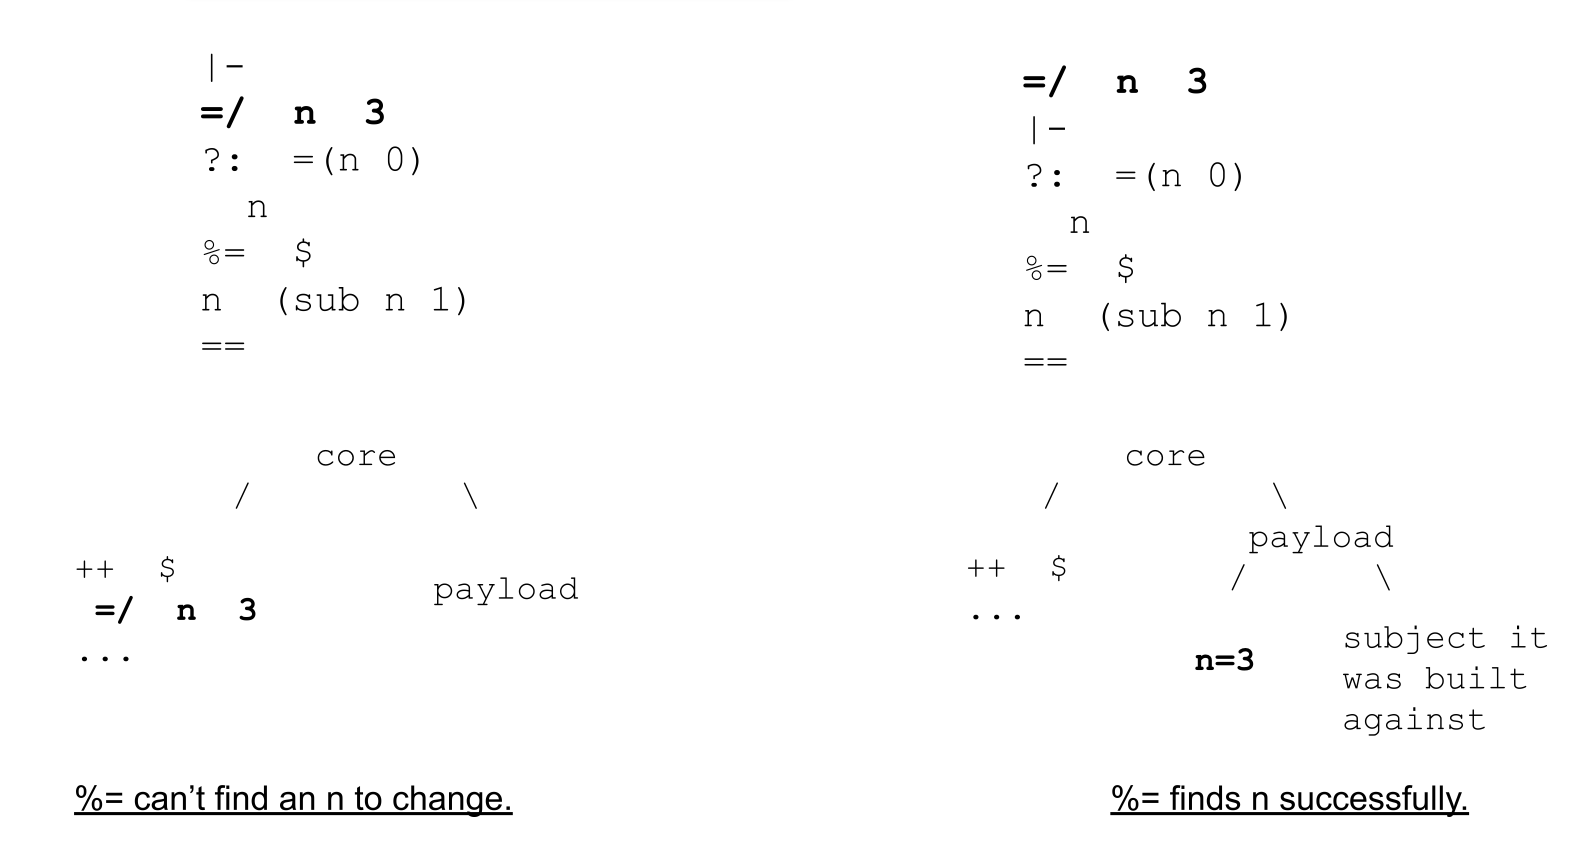 |-
=/  n  3
?:  =(n 0)
  n
%=  $
n  (sub n 1)
==
core
/ \
++  $
=/  n  3
...
payload
%= can’t find an n to change.
=/  n  3
|-
?:  =(n 0)
  n
%=  $
n  (sub n 1)
==
core
/ \
payload
++  $
...
/ \
n=3
subject it
was built
against
%= finds n successfully.